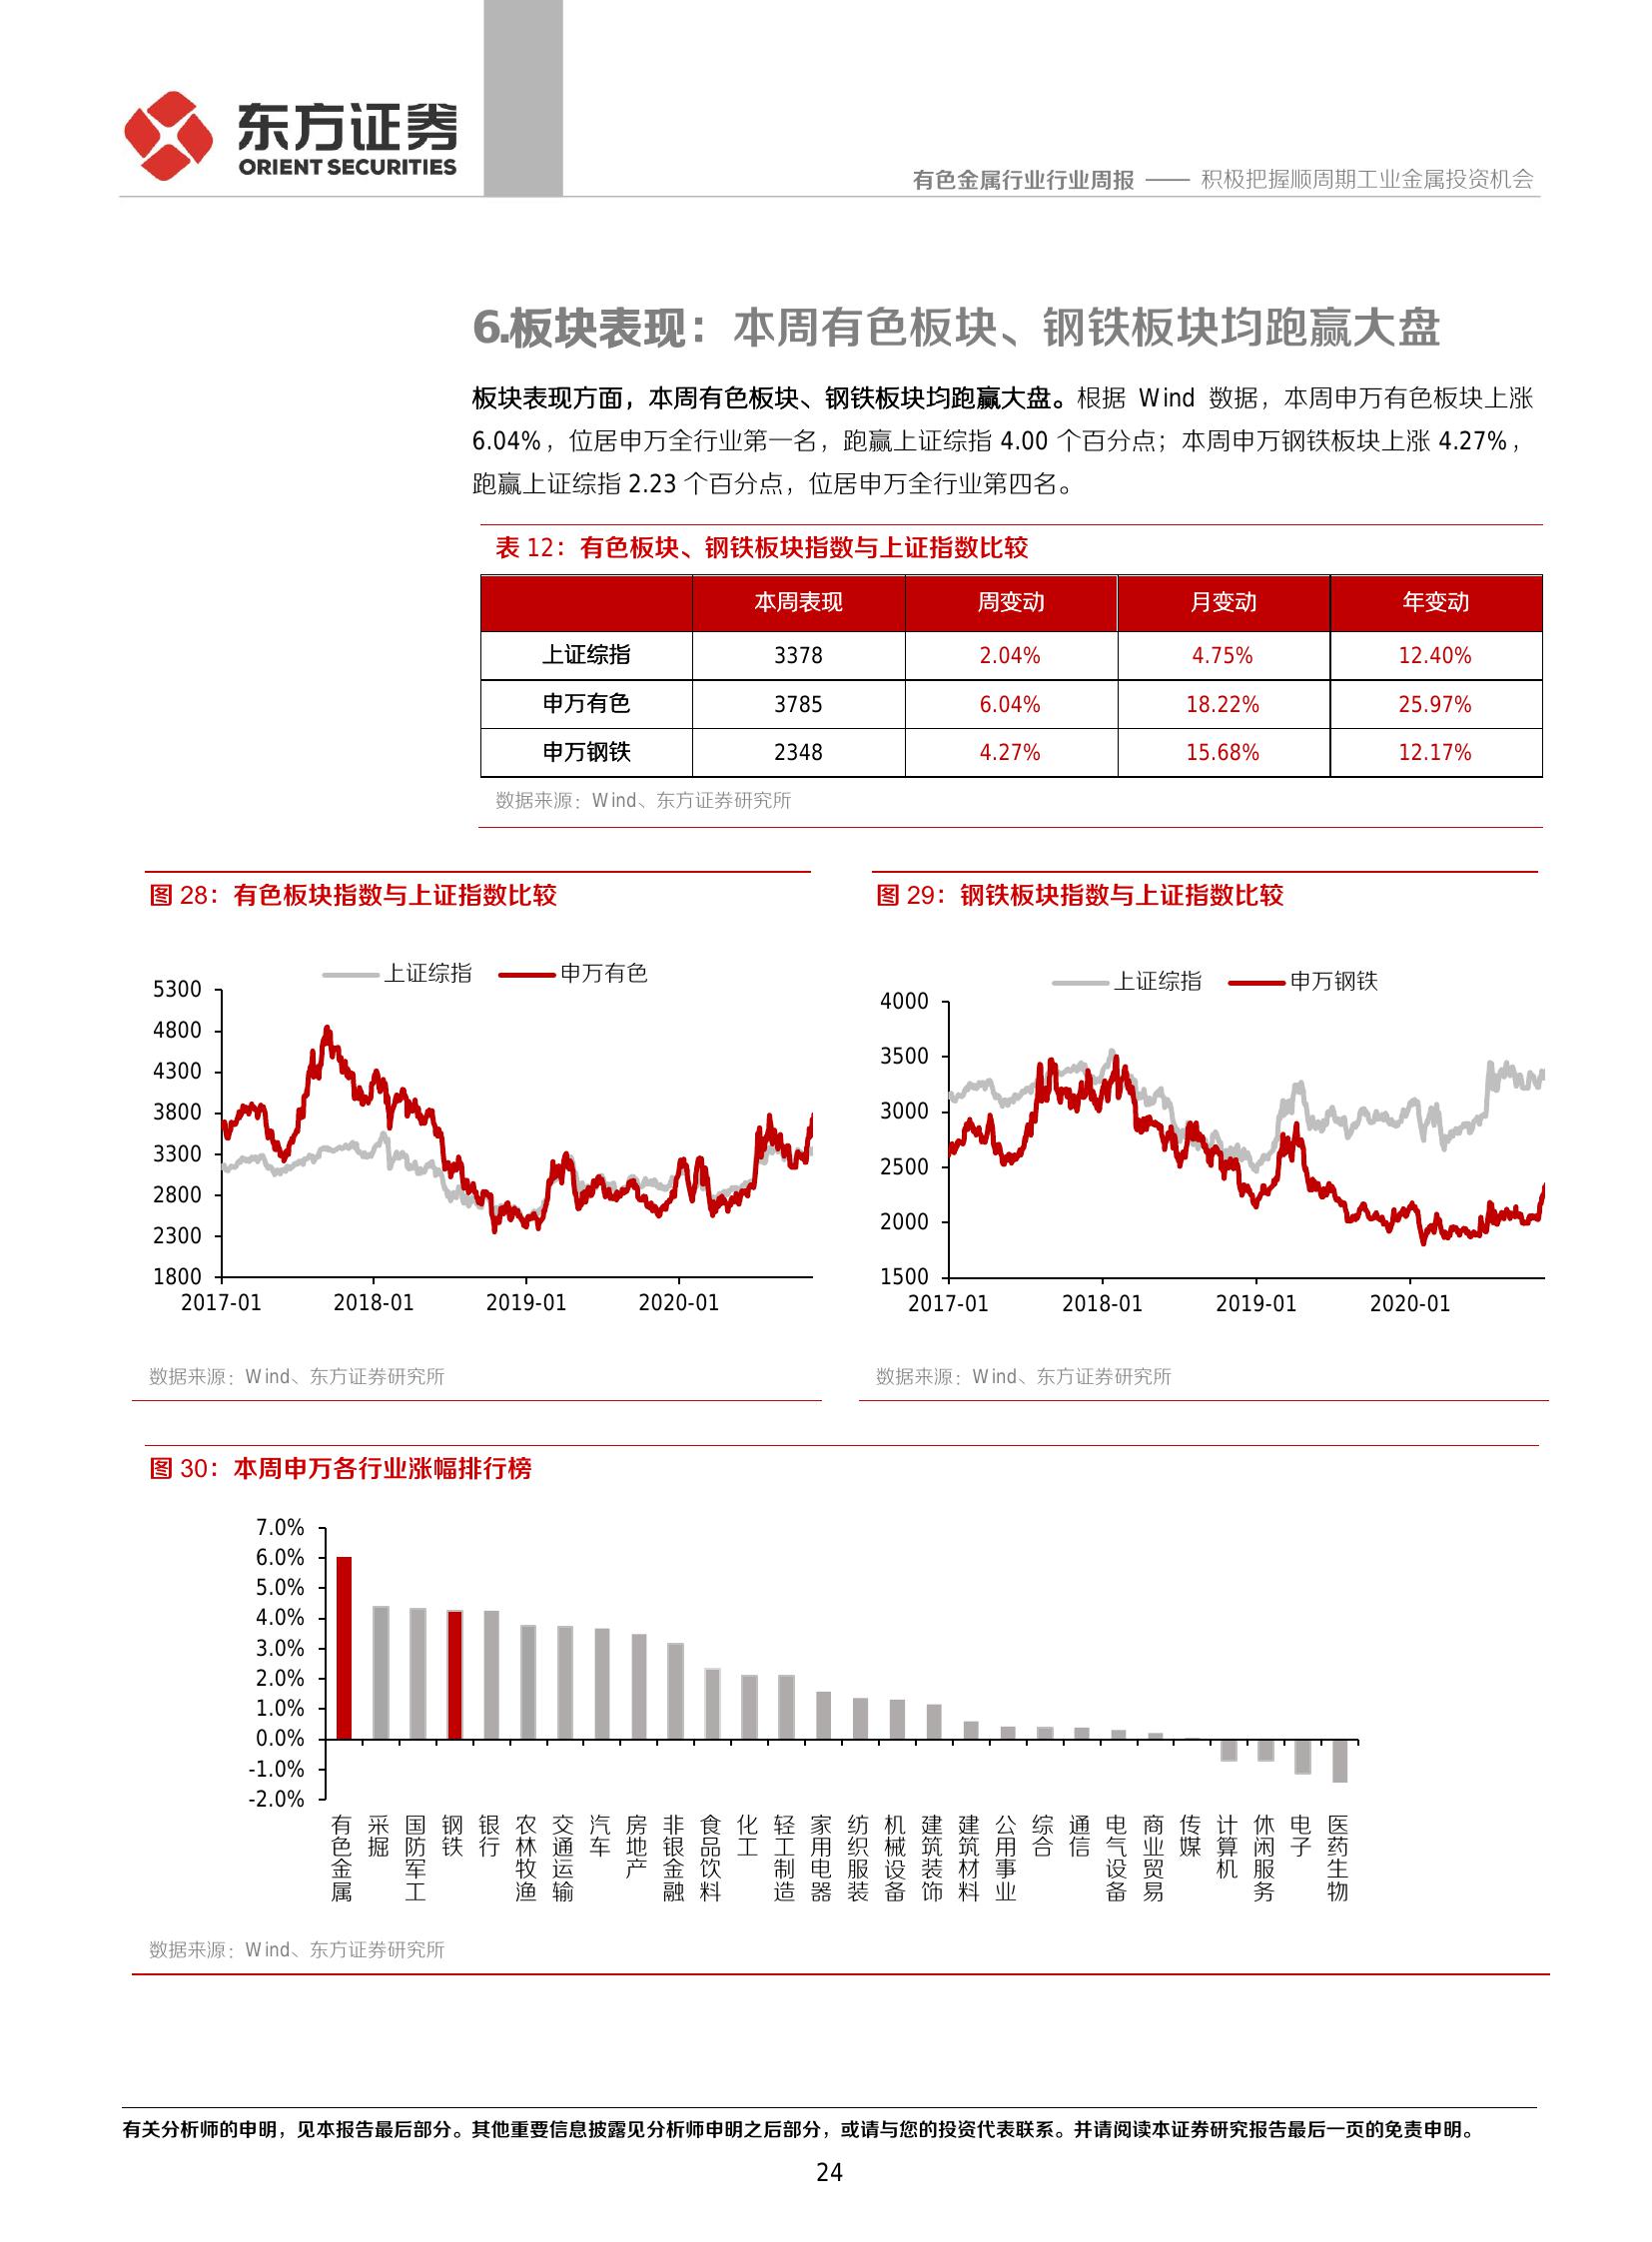 东方证券
ORIENT SECURITIES
有色金属行业行业周报 —— 积极把握顺周期工业金属投资机会
6.板块表现：本周有色板块、钢铁板块均跑赢大盘
板块表现方面，本周有色板块、钢铁板块均跑赢大盘。根据 Wind 数据，本周申万有色板块上涨
6.04%，位居申万全行业第一名，跑赢上证综指 4.00 个百分点；本周申万钢铁板块上涨 4.27%，
跑赢上证综指 2.23 个百分点，位居申万全行业第四名。
表 12：有色板块、钢铁板块指数与上证指数比较
本周表现 周变动 月变动 年变动
上证综指 3378 2.04% 4.75% 12.40%
申万有色 3785 6.04% 18.22% 25.97%
申万钢铁 2348 4.27% 15.68% 12.17%
数据来源：Wind、东方证券研究所
图 28：有色板块指数与上证指数比较
上证综指 申万有色
5300
4800
4300
3800
3300
2800
2300
1800
2017-01 2018-01 2019-01 2020-01
数据来源：Wind、东方证券研究所
图 29：钢铁板块指数与上证指数比较
上证综指 申万钢铁
4000
3500
3000
2500
2000
1500
2017-01 2018-01 2019-01 2020-01
数据来源：Wind、东方证券研究所
图 30：本周申万各行业涨幅排行榜
7.0%
6.0%
5.0%
4.0%
3.0%
2.0%
1.0%
0.0%
-1.0%
-2.0%
有色金属 采掘 国防军工 钢铁 银行 农林牧渔 交通运输 汽车 房地产 非银金融 食品饮料 化工 轻工制造 家用电器 纺织服装 机械设备 建筑装饰 建筑材料 公用事业 综合 通信 电气设备 商业贸易 传媒 计算机 休闲服务 电子 医药生物
数据来源：Wind、东方证券研究所
有关分析师的申明，见本报告最后部分。其他重要信息披露见分析师申明之后部分，或请与您的投资代表联系。并请阅读本证券研究报告最后一页的免责申明。
24